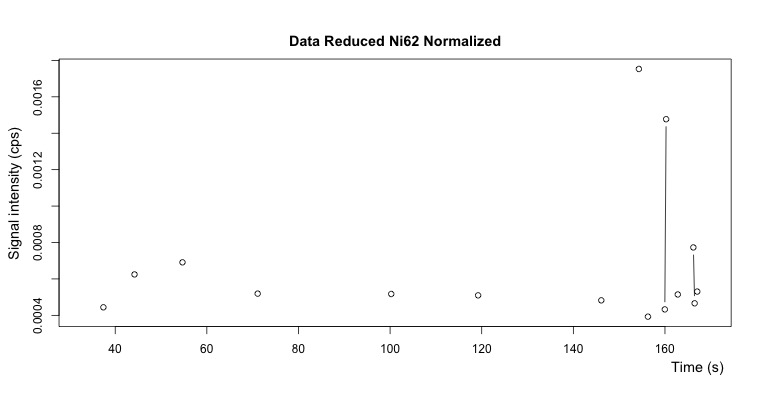 Data Reduced Ni62 Normalized
Signal intensity (cps)
0.0016
0.0012
0.0008
0.0004
40 60 80 100 120 140 160
Time (s)